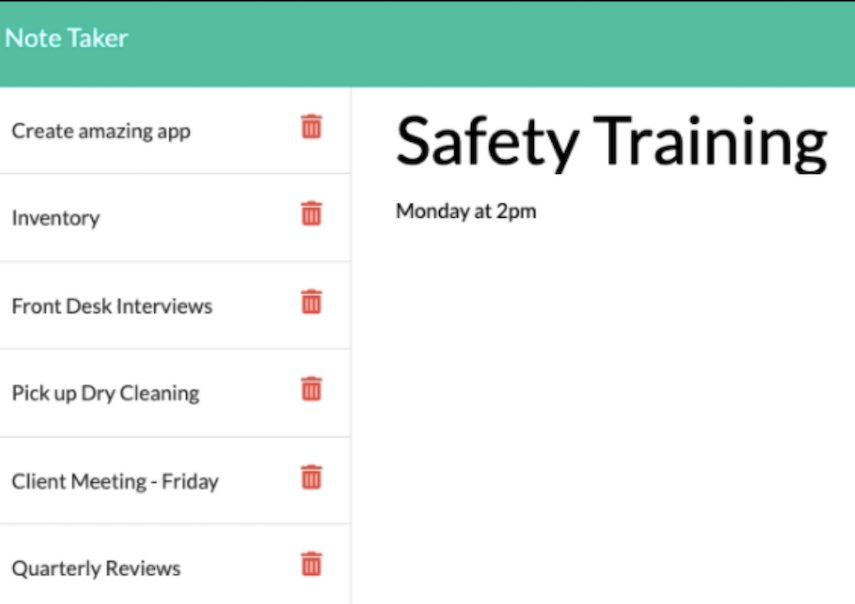 Note Taker
Create amazing app
Inventory
Front Desk Interviews
Pick up Dry Cleaning
Client Meeting - Friday
Quarterly Reviews
Safety Training
Monday at 2pm